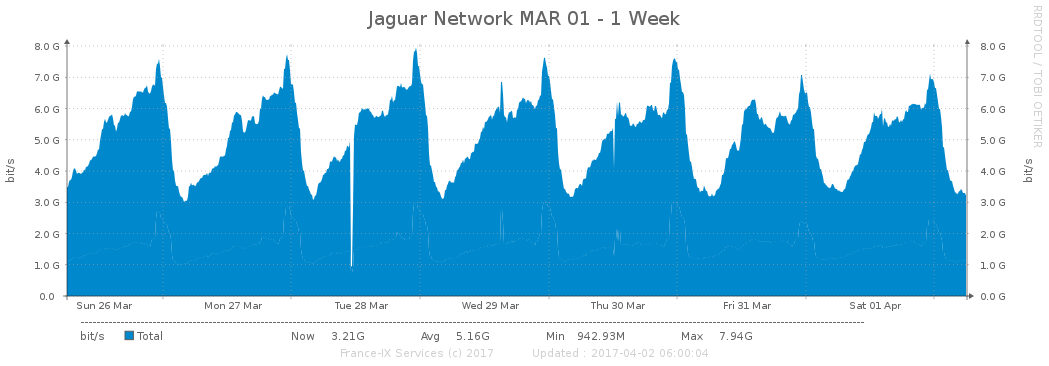 Jaguar Network MAR 01 - 1 Week
RRDTOOL / TOBI OETIKER
bit/s
8.0 G 8.0 G
7.0 G 7.0 G
6.0 G 6.0 G
5.0 G 5.0 G
4.0 G 4.0 G
3.0 G 3.0 G
2.0 G 2.0 G
1.0 G 1.0 G
0.0 0.0 G
bit/s
Sun 26 Mar Mon 27 Mar Tue 28 Mar Wed 29 Mar Thu 30 Mar Fri 31 Mar Sat 01 Apr
bit/s Total Now 3.21G Avg 5.16G Min 942.93M Max 7.94G
France-IX Services (c) 2017 Updated : 2017-04-02 06:00:04